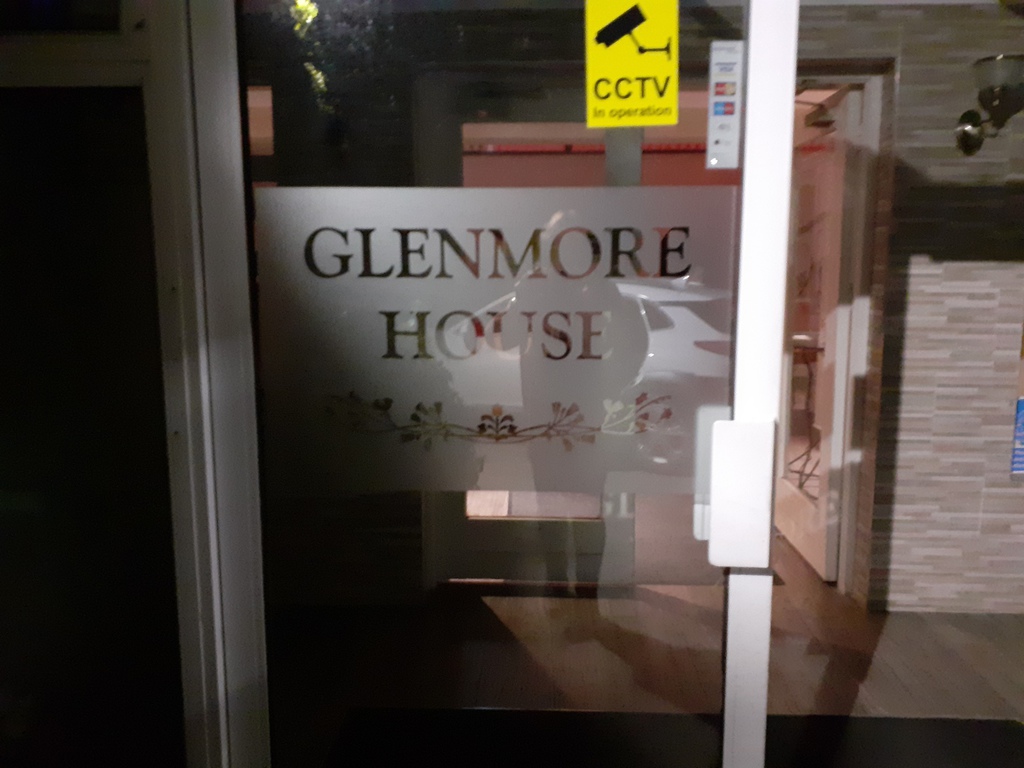 CCTV
In operation
GLENMORE
HOUSE